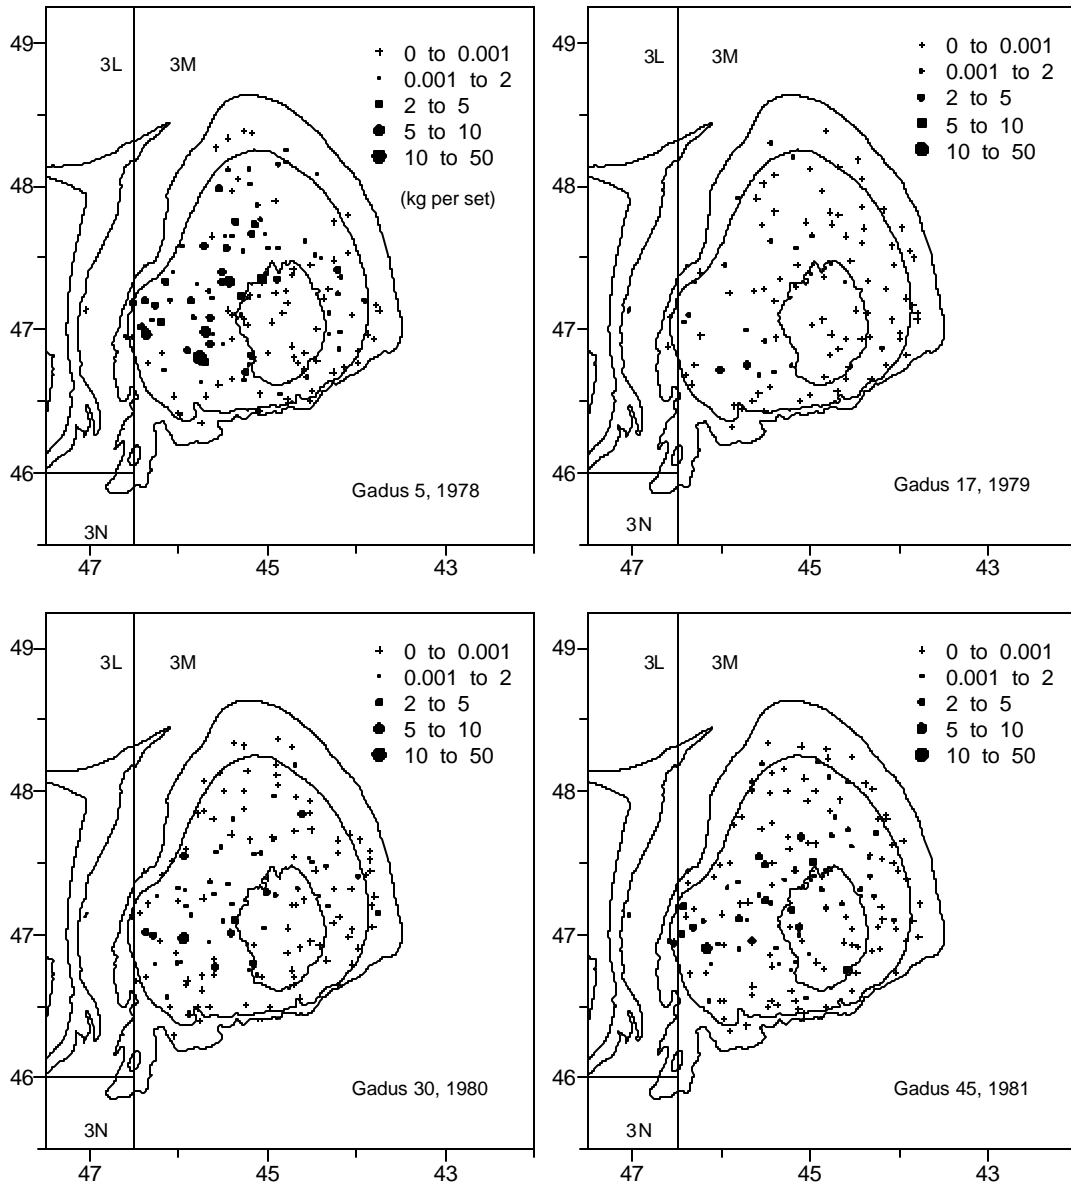 49
3L 3M
0 to 0.001
0.001 to 2
2 to 5
5 to 10
10 to 50
(kg per set)
48
47
46
Gadus 5, 1978
3N
47 45 43
3L 3M
0 to 0.001
0.001 to 2
2 to 5
5 to 10
10 to 50
49
48
47
46
Gadus 17, 1979
3N
47 45 43
49
3L 3M
0 to 0.001
0.001 to 2
2 to 5
5 to 10
10 to 50
48
47
46
Gadus 30, 1980
3N
47 45 43
49
3L 3M
0 to 0.001
0.001 to 2
2 to 5
5 to 10
10 to 50
48
47
46
Gadus 45, 1981
3N
47 45 43